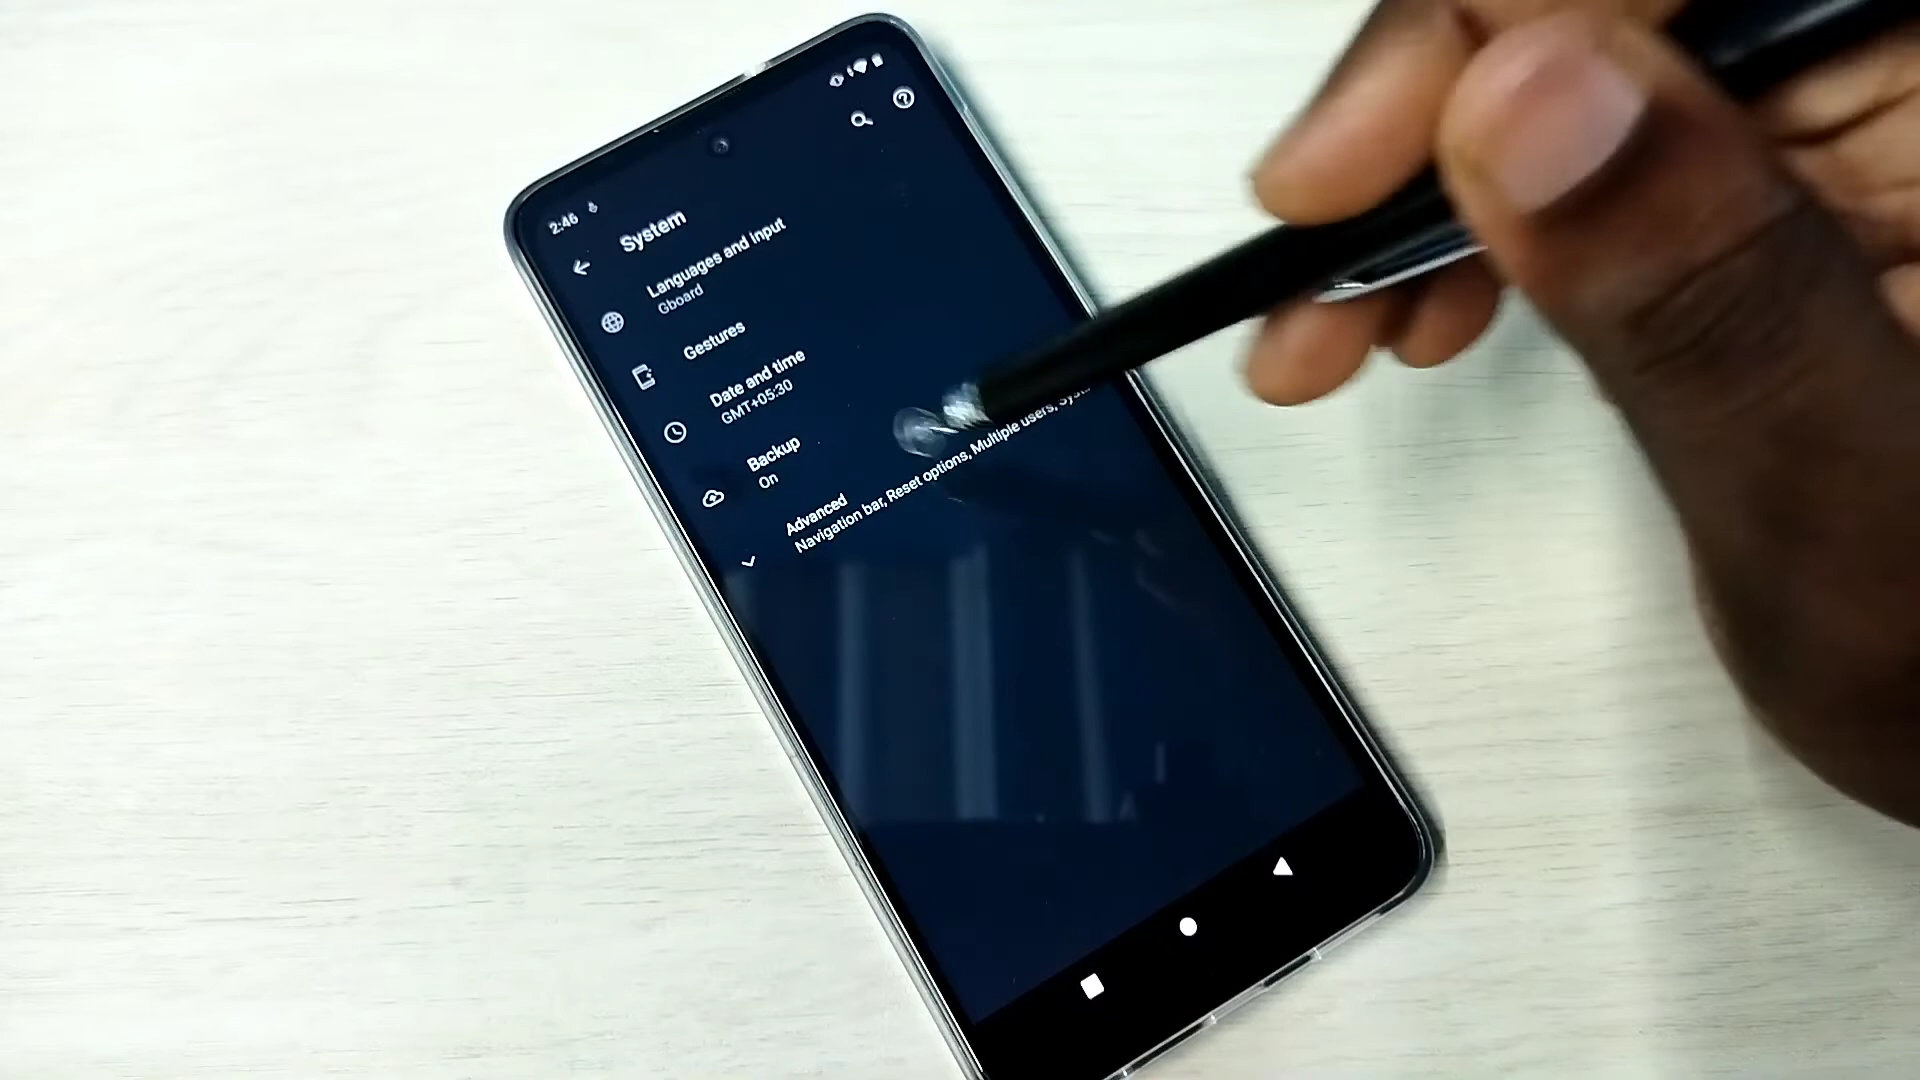 2:46
System
Languages and input
Gboard
Gestures
Date and time
GMT+05:30
Backup
On
Advanced
Navigation bar, Reset options, Multiple users, Syst